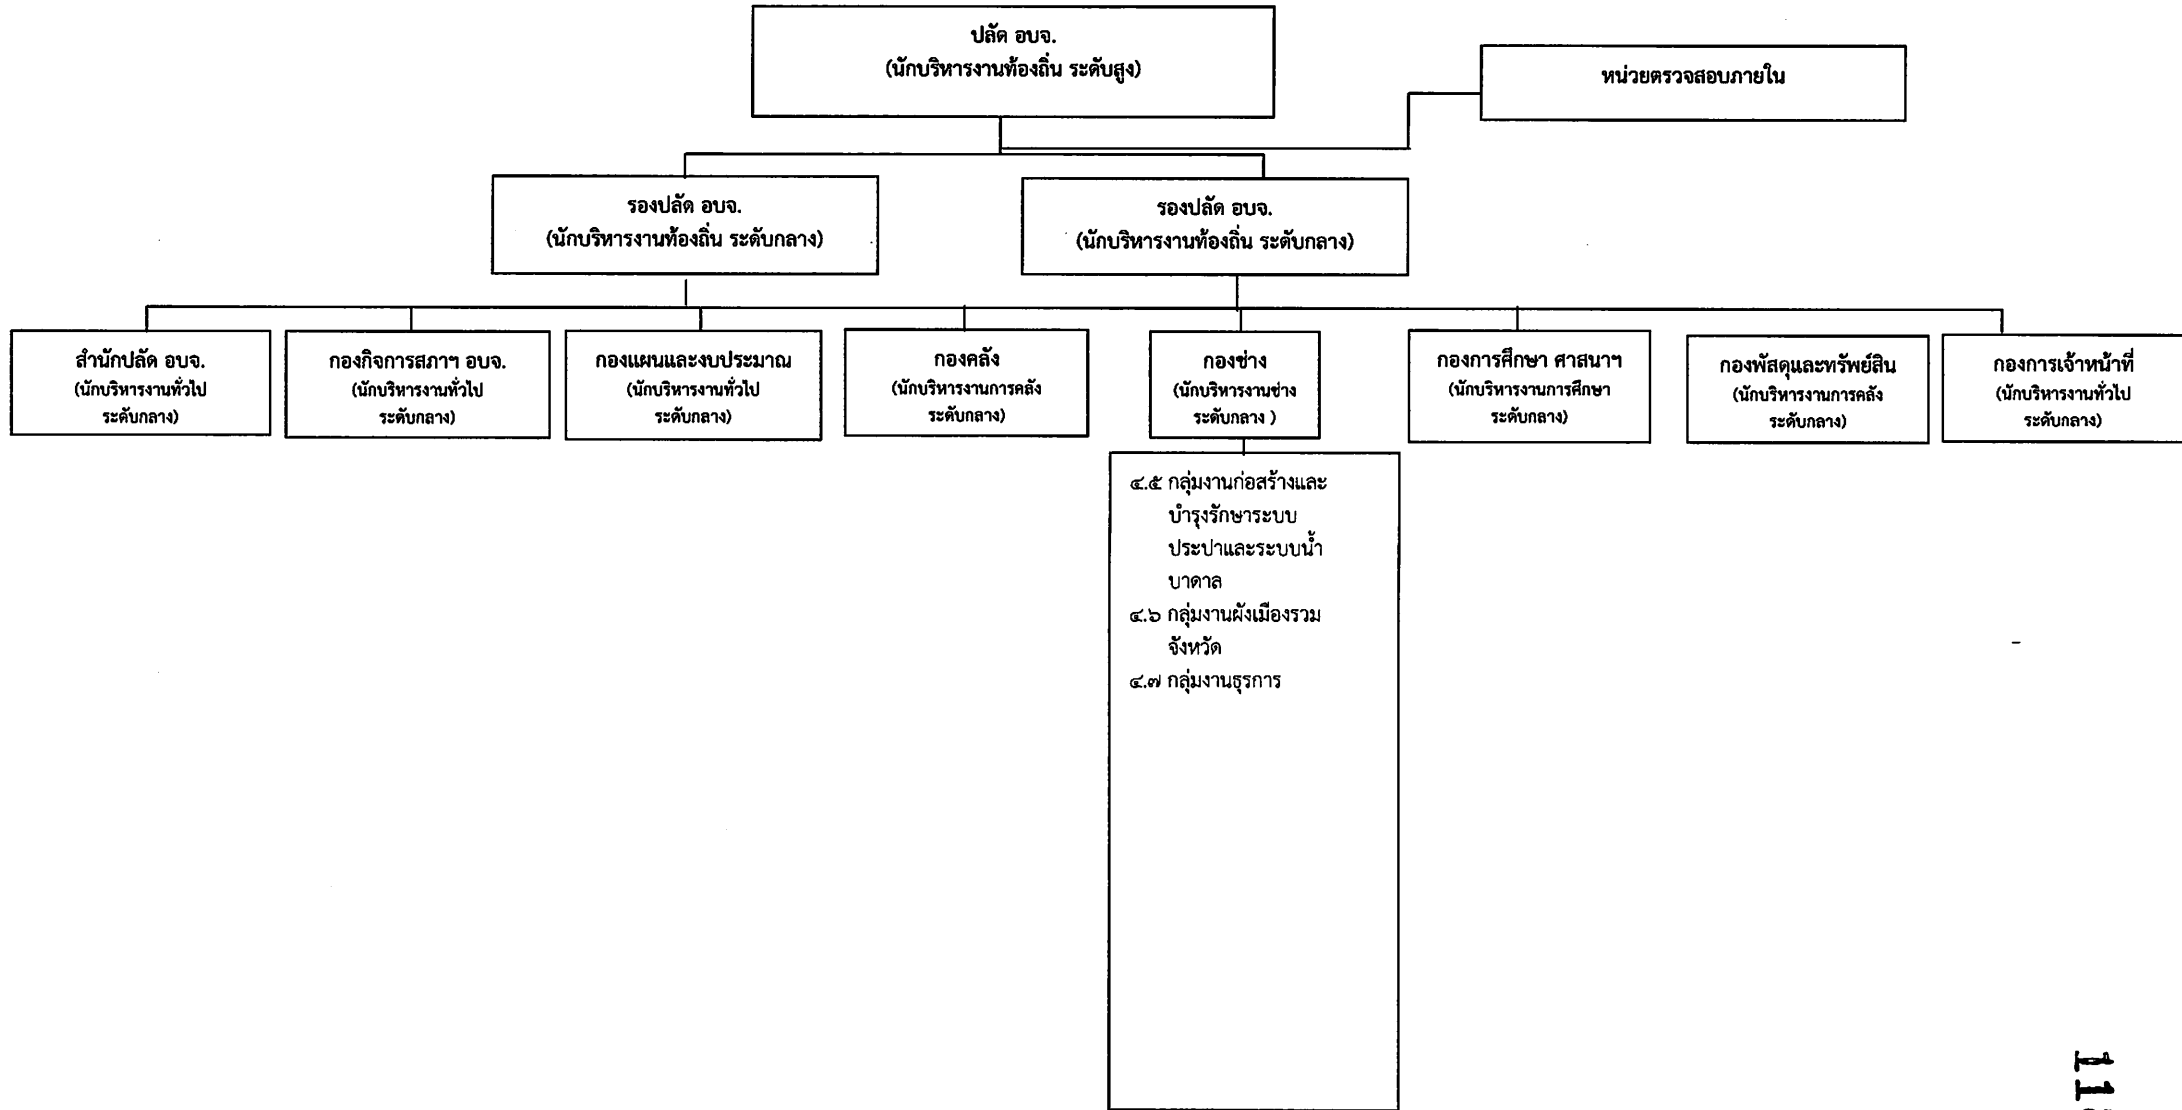 ปลัด อบจ.
(นักบริหารงานท้องถิ่น ระดับสูง)
หน่วยตรวจสอบภายใน
รองปลัด อบจ.
(นักบริหารงานท้องถิ่น ระดับกลาง)
รองปลัด อบจ.
(นักบริหารงานท้องถิ่น ระดับกลาง)
สำนักปลัด อบจ.
(นักบริหารงานทั่วไป
ระดับกลาง)
กองกิจการสภาฯ อบจ.
(นักบริหารงานทั่วไป
ระดับกลาง)
กองแผนและงบประมาณ
(นักบริหารงานทั่วไป
ระดับกลาง)
กองคลัง
(นักบริหารงานการคลัง
ระดับกลาง)
กองช่าง
(นักบริหารงานช่าง
ระดับกลาง )
กองการศึกษา ศาสนาฯ
(นักบริหารงานการศึกษา
ระดับกลาง)
กองพัสดุและทรัพย์สิน
(นักบริหารงานการคลัง
ระดับกลาง)
กองการเจ้าหน้าที่
(นักบริหารงานทั่วไป
ระดับกลาง)
๔.๕ กลุ่มงานก่อสร้างและ
บำรุงรักษาระบบ
ประปาและระบบน้ำ
บาดาล
๔.๖ กลุ่มงานผังเมืองรวม
จังหวัด
๔.๗ กลุ่มงานธุรการ